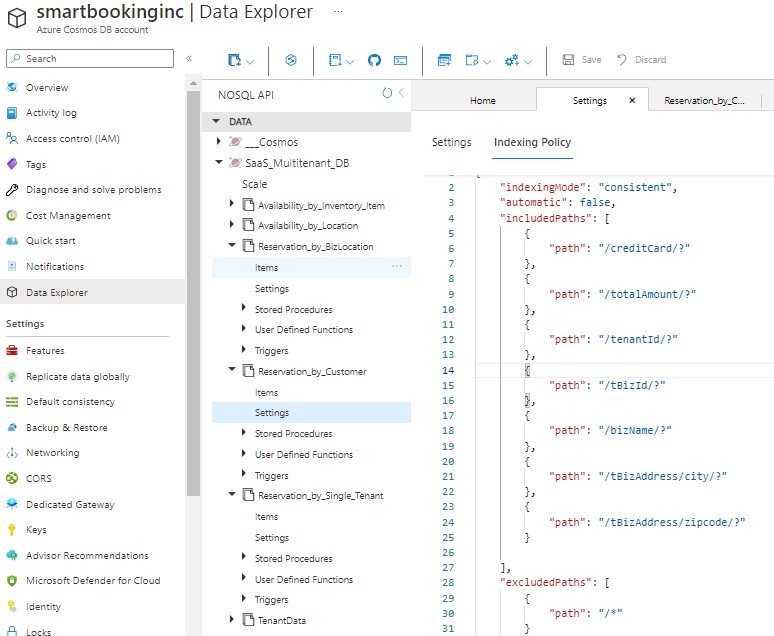 smartbookinginc | Data Explorer ...
Azure Cosmos DB account
Search
«
Overview
Activity log
Access control (IAM)
Tags
Diagnose and solve problems
Cost Management
Quick start
Notifications
Data Explorer
Settings
Features
Replicate data globally
Default consistency
Backup & Restore
Networking
CORS
Dedicated Gateway
Keys
Advisor Recommendations
Microsoft Defender for Cloud
Identity
Locks
Save
Discard
NOSQL API
DATA
___Cosmos
SaaS_Multitenant_DB
Scale
Availability_by_Inventory_Item
Availability_by_Location
Reservation_by_BizLocation
Items ...
Settings
Stored Procedures
User Defined Functions
Triggers
Reservation_by_Customer
Items
Settings
Stored Procedures
User Defined Functions
Triggers
Reservation_by_Single_Tenant
Items
Settings
Stored Procedures
User Defined Functions
Triggers
TenantData
Home
Settings
Reservation_by_C...
Settings
Indexing Policy
2 "indexingMode": "consistent",
3 "automatic": false,
4 "includedPaths": [
5 {
6 "path": "/creditCard/?"
7 },
8 {
9 "path": "/totalAmount/?"
10 },
11 {
12 "path": "/tenantId/?"
13 },
14 {
15 "path": "/tBizId/?"
16 },
17 {
18 "path": "/bizName/?"
19 },
20 {
21 "path": "/tBizAddress/city/?"
22 },
23 {
24 "path": "/tBizAddress/zipcode/?"
25 }
26
27 ],
28 "excludedPaths": [
29 {
30 "path": "/*"
31 }